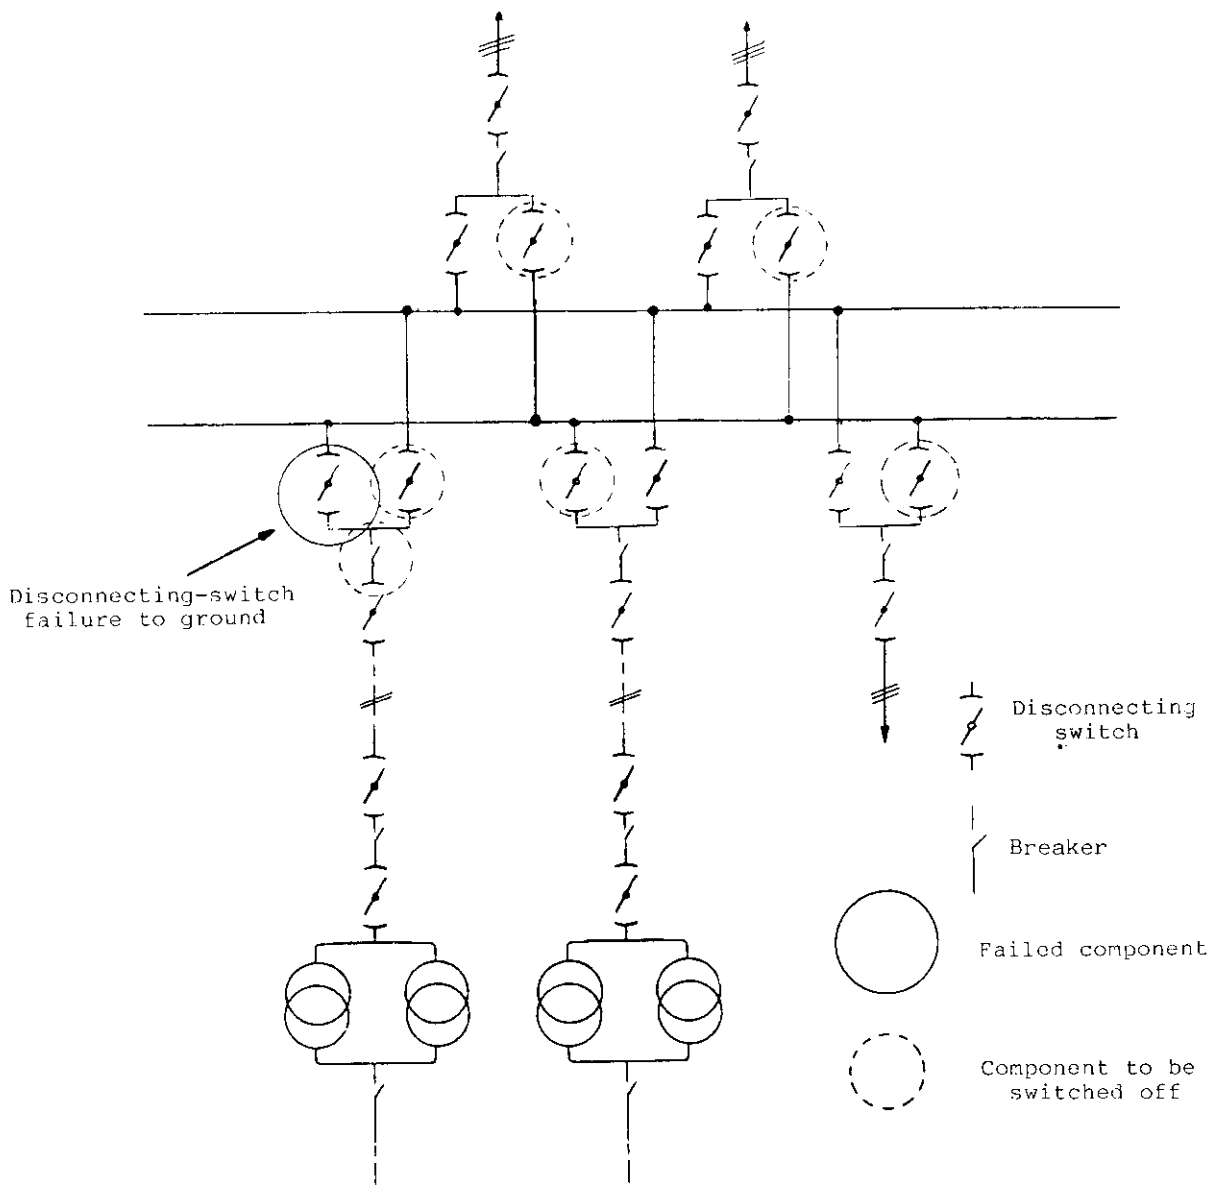 Disconnecting-switch
failure to ground
Disconnecting
switch
Breaker
Failed component
Component to be
switched off